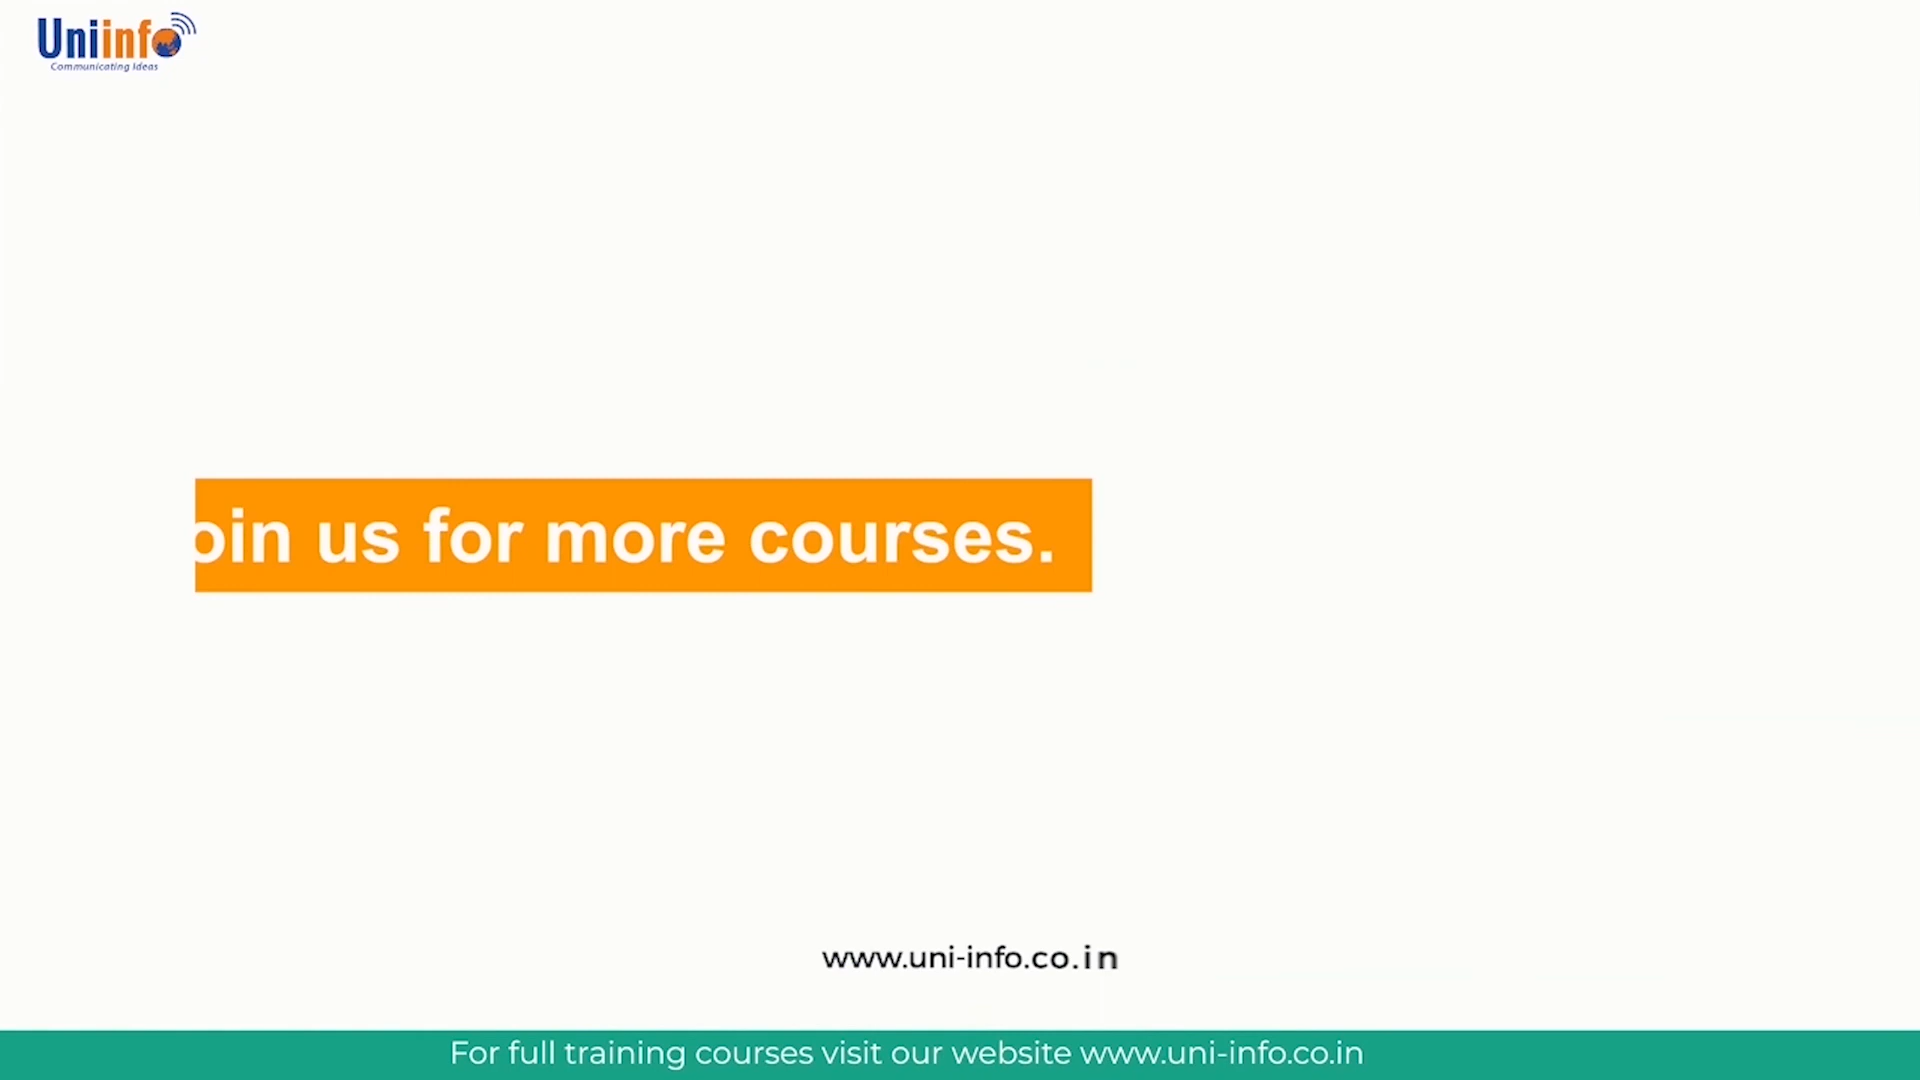 Uniinfo
Communicating Ideas
oin us for more courses.
www.uni-info.co.in
For full training courses visit our website www.uni-info.co.in